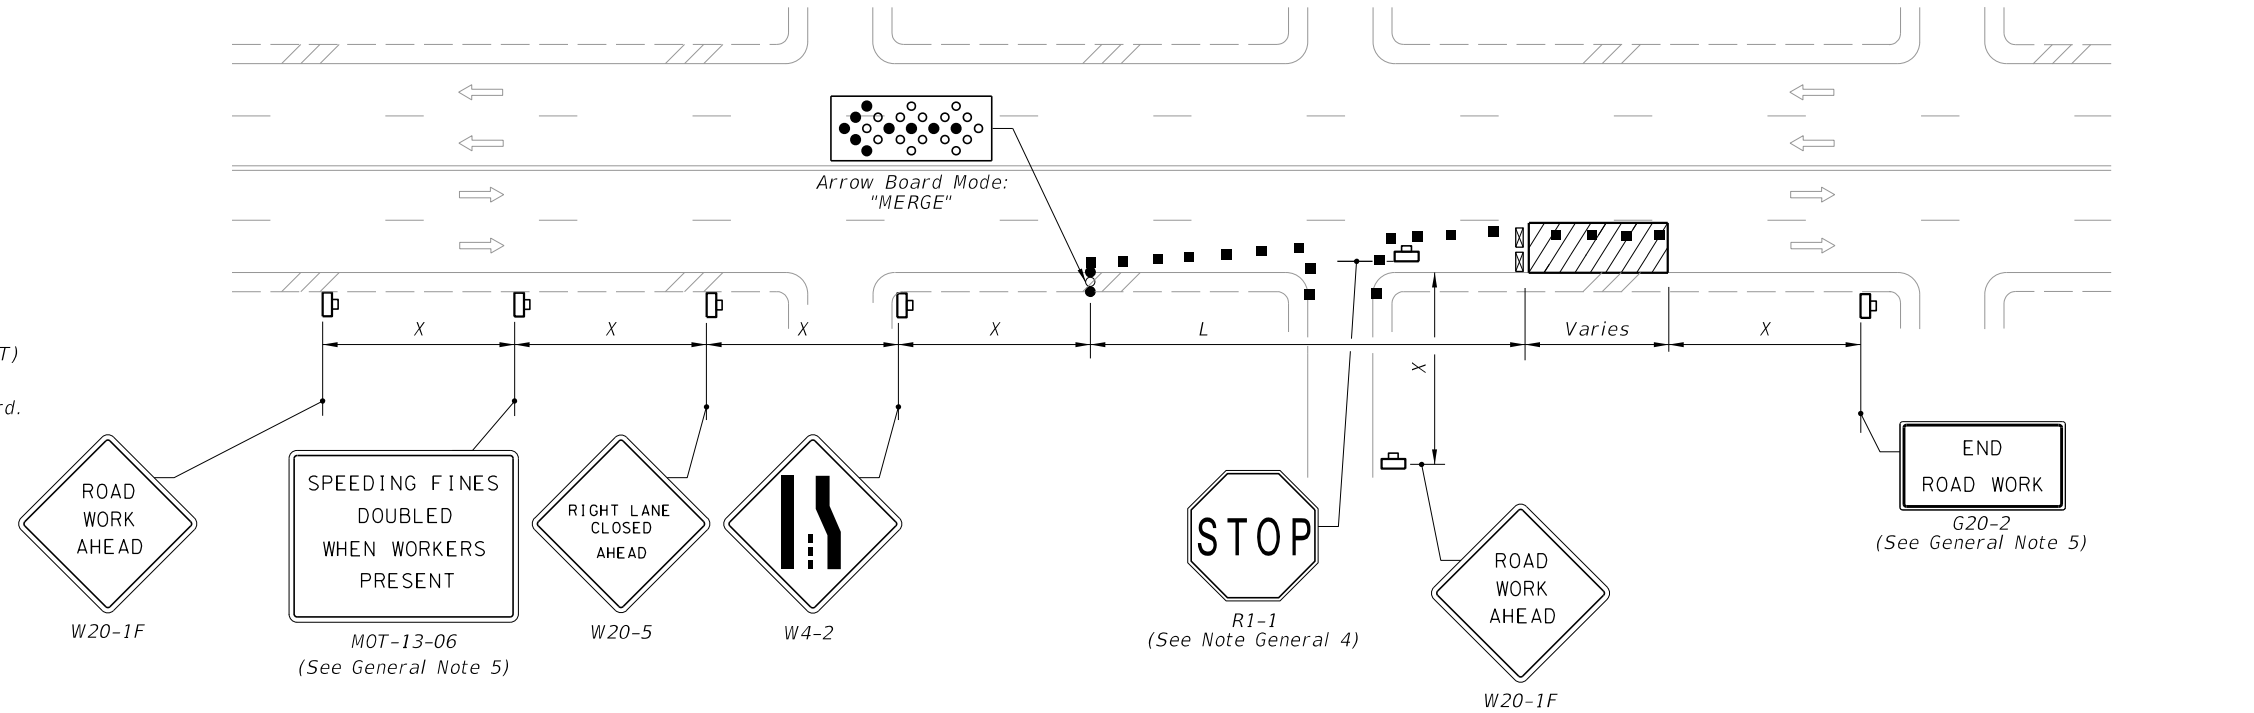 Arrow Board Mode:
"MERGE"
X
X
X
X
L
Varies
X
X
T)
rd.
ROAD
WORK
AHEAD
W20-1F
SPEEDING FINES
DOUBLED
WHEN WORKERS
PRESENT
MOT-13-06
(See General Note 5)
RIGHT LANE
CLOSED
AHEAD
W20-5
W4-2
STOP
R1-1
(See Note General 4)
ROAD
WORK
AHEAD
W20-1F
END
ROAD WORK
G20-2
(See General Note 5)